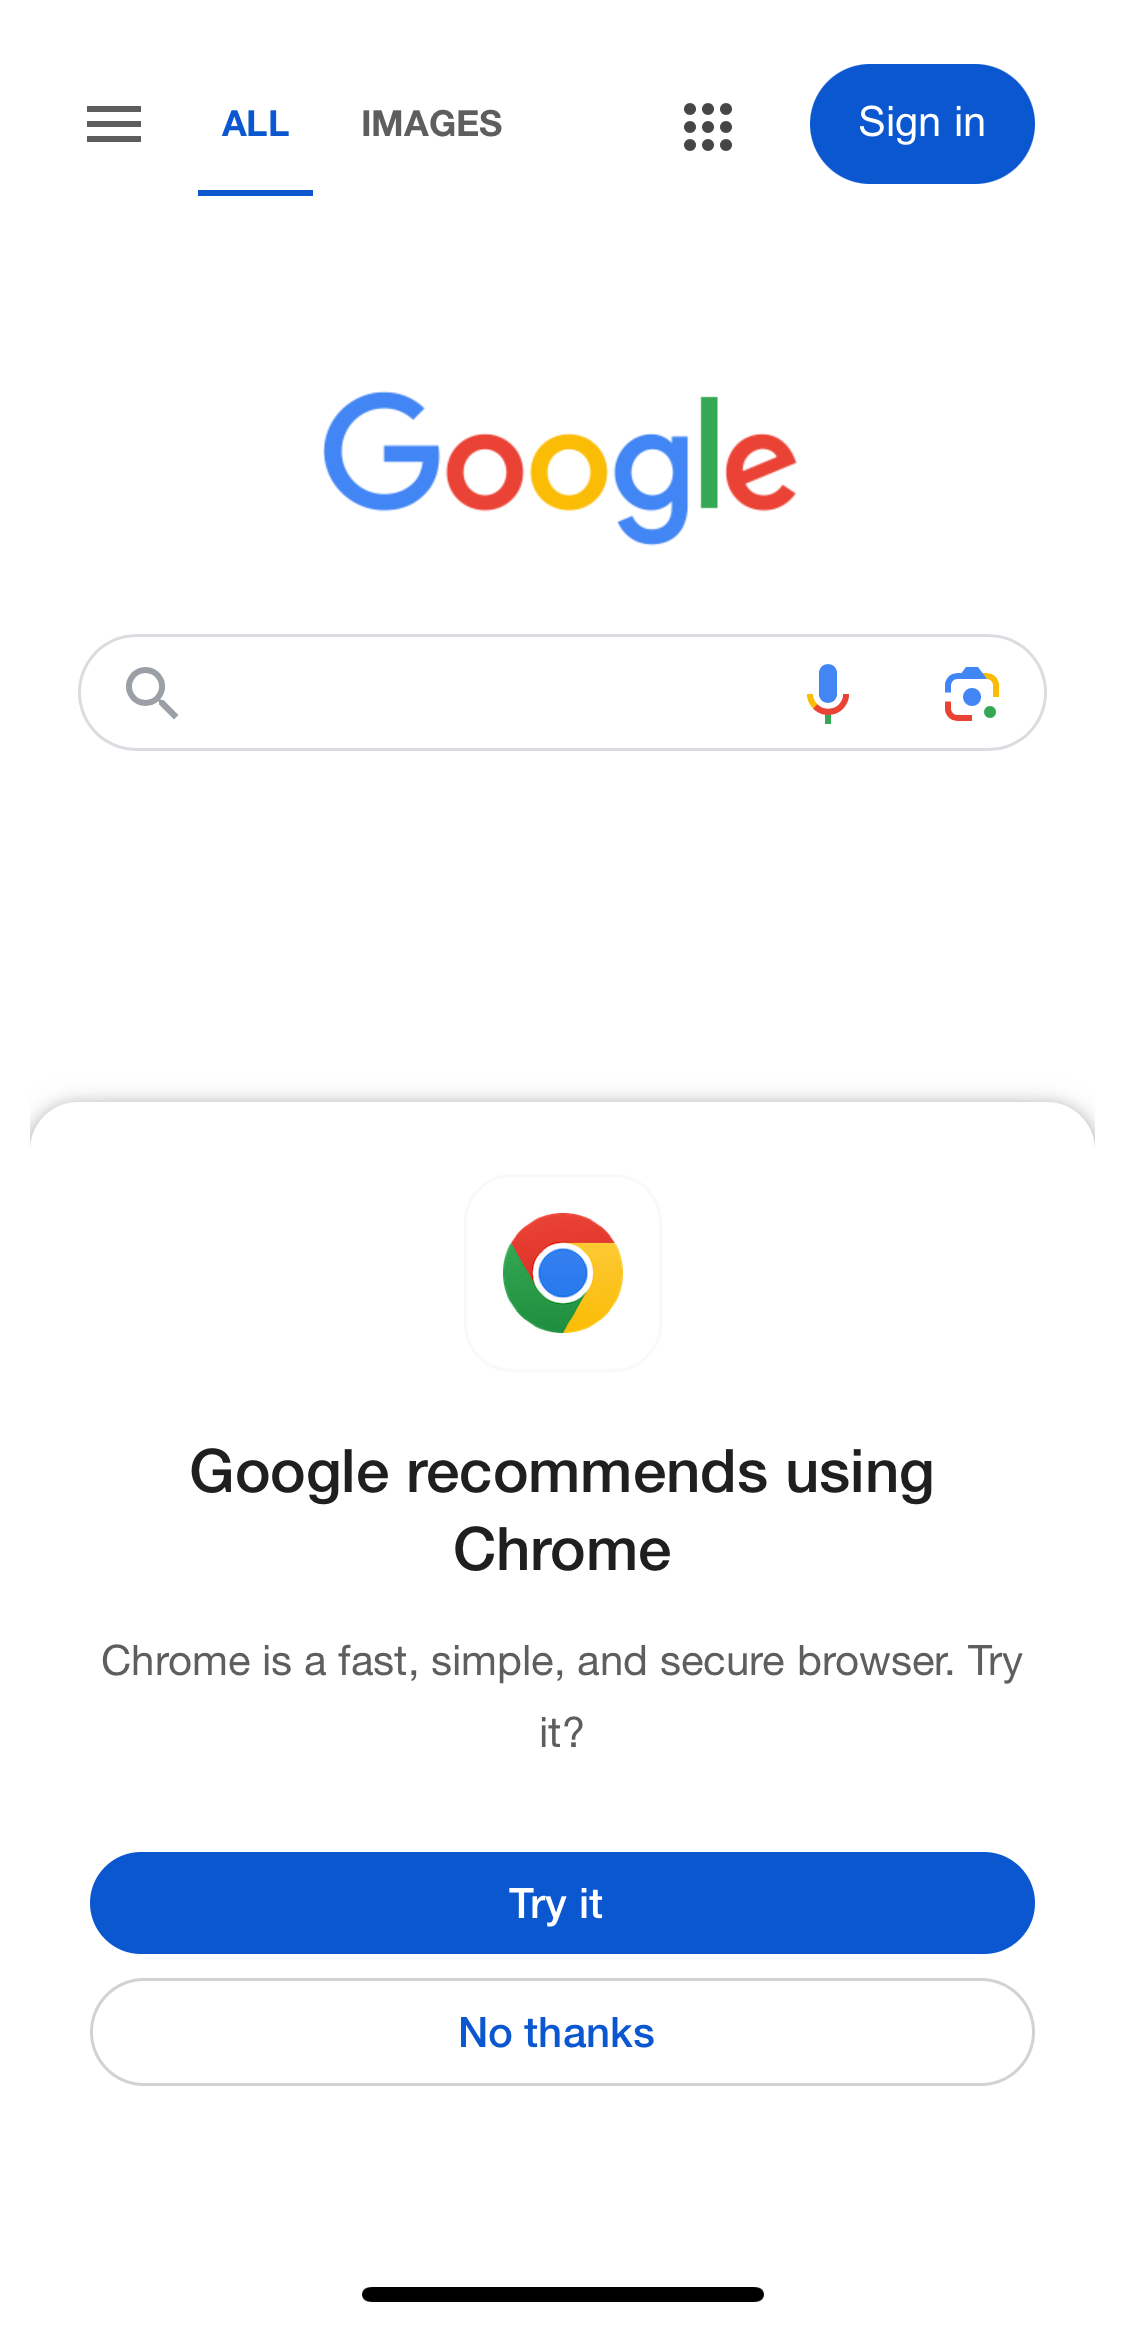 ALL IMAGES Sign in
Google
Google recommends using
Chrome
Chrome is a fast, simple, and secure browser. Try
it?
Try it
No thanks